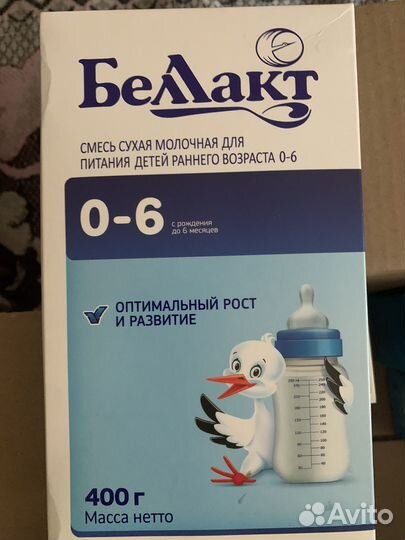 Беллакт
СМЕСЬ СУХАЯ МОЛОЧНАЯ ДЛЯ
ПИТАНИЯ ДЕТЕЙ РАННЕГО ВОЗРАСТА 0-6
0-6
с рождения
до 6 месяцев
ОПТИМАЛЬНЫЙ РОСТ
И РАЗВИТИЕ
400 г
Масса нетто
Avito